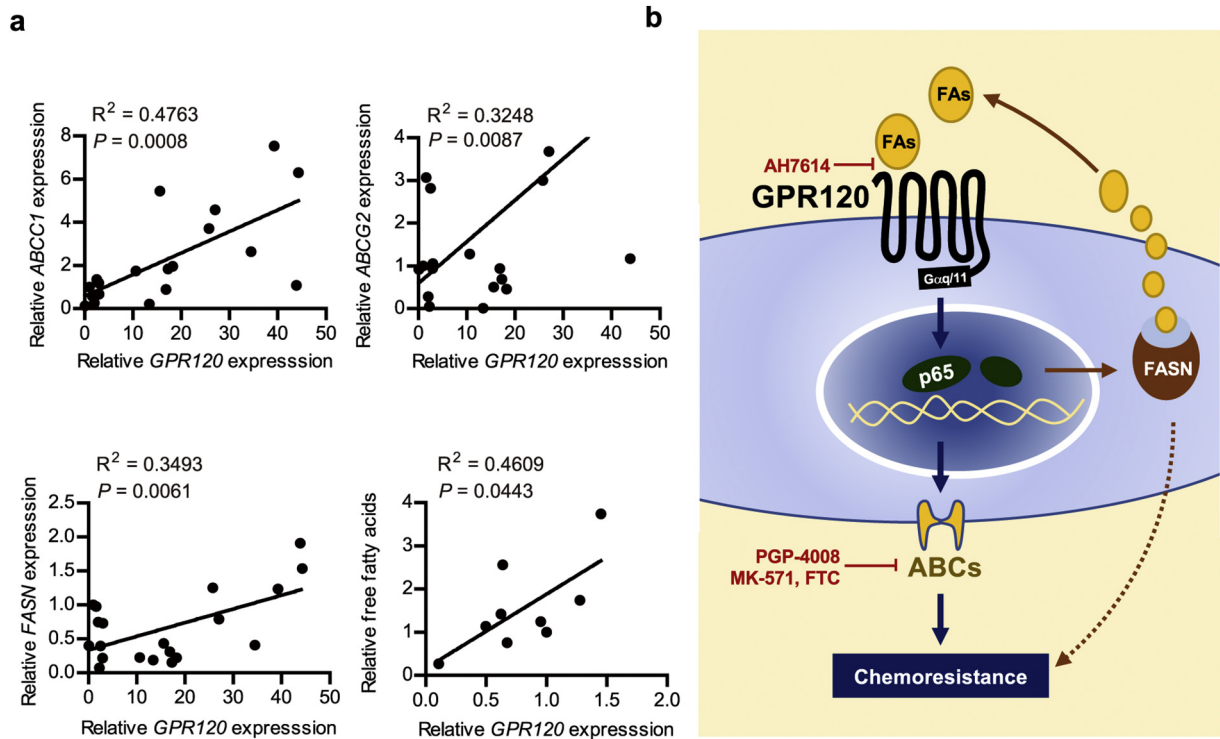 a
R² = 0.4763
P = 0.0008
Relative ABCC1 expresssion
8
6
4
2
0
0 10 20 30 40 50
Relative GPR120 expresssion
R² = 0.3248
P = 0.0087
Relative ABCG2 expresssion
4
3
2
1
0
0 10 20 30 40 50
Relative GPR120 expresssion
R² = 0.3493
P = 0.0061
Relative FASN expresssion
2.5
2.0
1.5
1.0
0.5
0.0
0 10 20 30 40 50
Relative GPR120 expresssion
R² = 0.4609
P = 0.0443
Relative free fatty acids
4
3
2
1
0
0.0 0.5 1.0 1.5 2.0
Relative GPR120 expresssion
b
FAs
FAs
AH7614
GPR120
Gαq/11
p65
FASN
PGP-4008
MK-571, FTC
ABCs
Chemoresistance